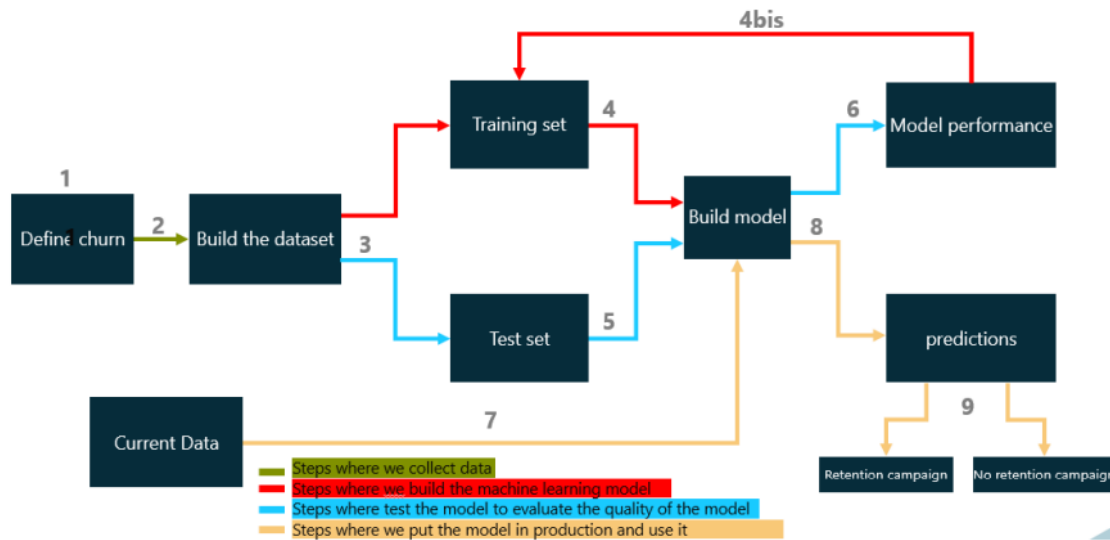 4bis
Training set
4
6
Model performance
1
Define churn
1
2
Build the dataset
3
Build model
8
Test set
5
predictions
Current Data
7
9
Retention campaign
No retention campaign
Steps where we collect data
Steps where we build the machine learning model
Steps where test the model to evaluate the quality of the model
Steps where we put the model in production and use it